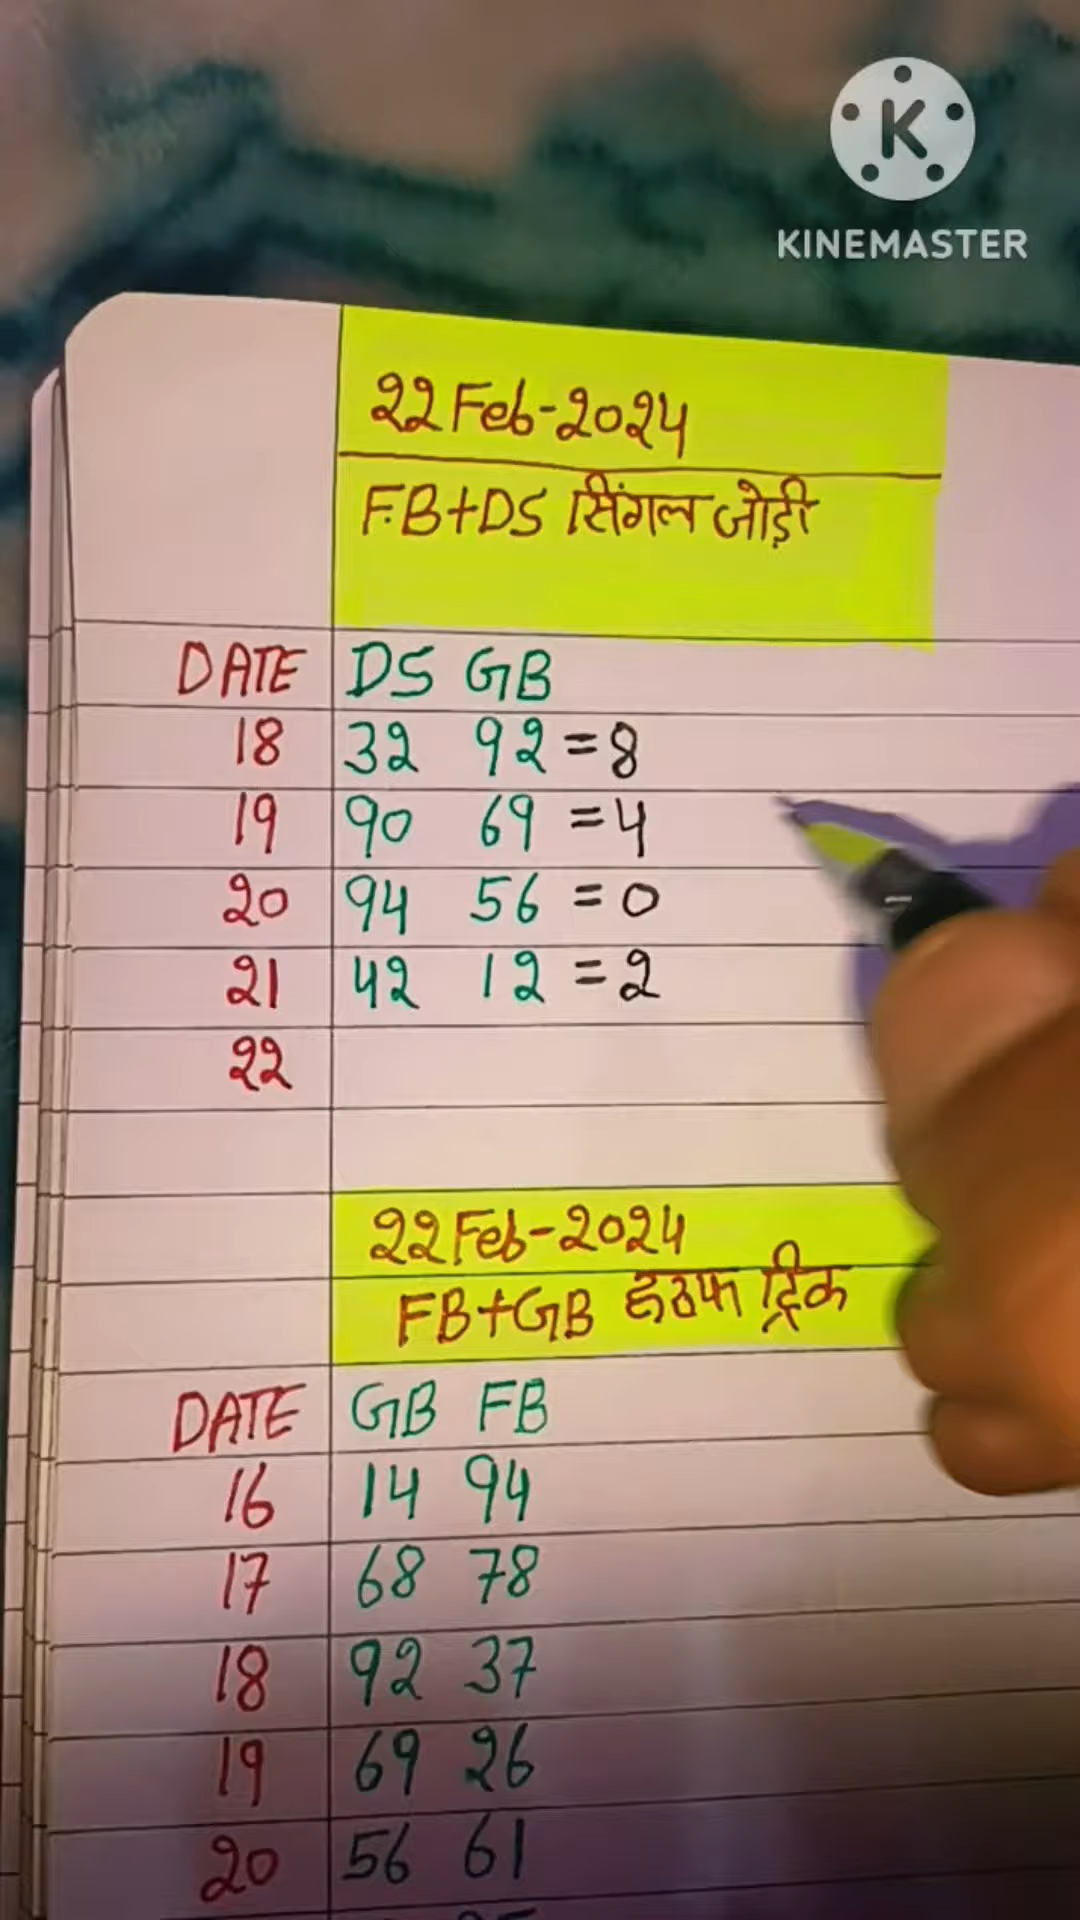 KINEMASTER
22 Feb-2024
F.B+DS सिंगल जोड़ी
DATE DS GB
18 32 92 = 8
19 90 69 = 4
20 94 56 = 0
21 42 12 = 2
22
22 Feb-2024
FB+GB हरुफ ट्रिक
DATE GB FB
16 14 94
17 68 78
18 92 37
19 69 26
20 56 61